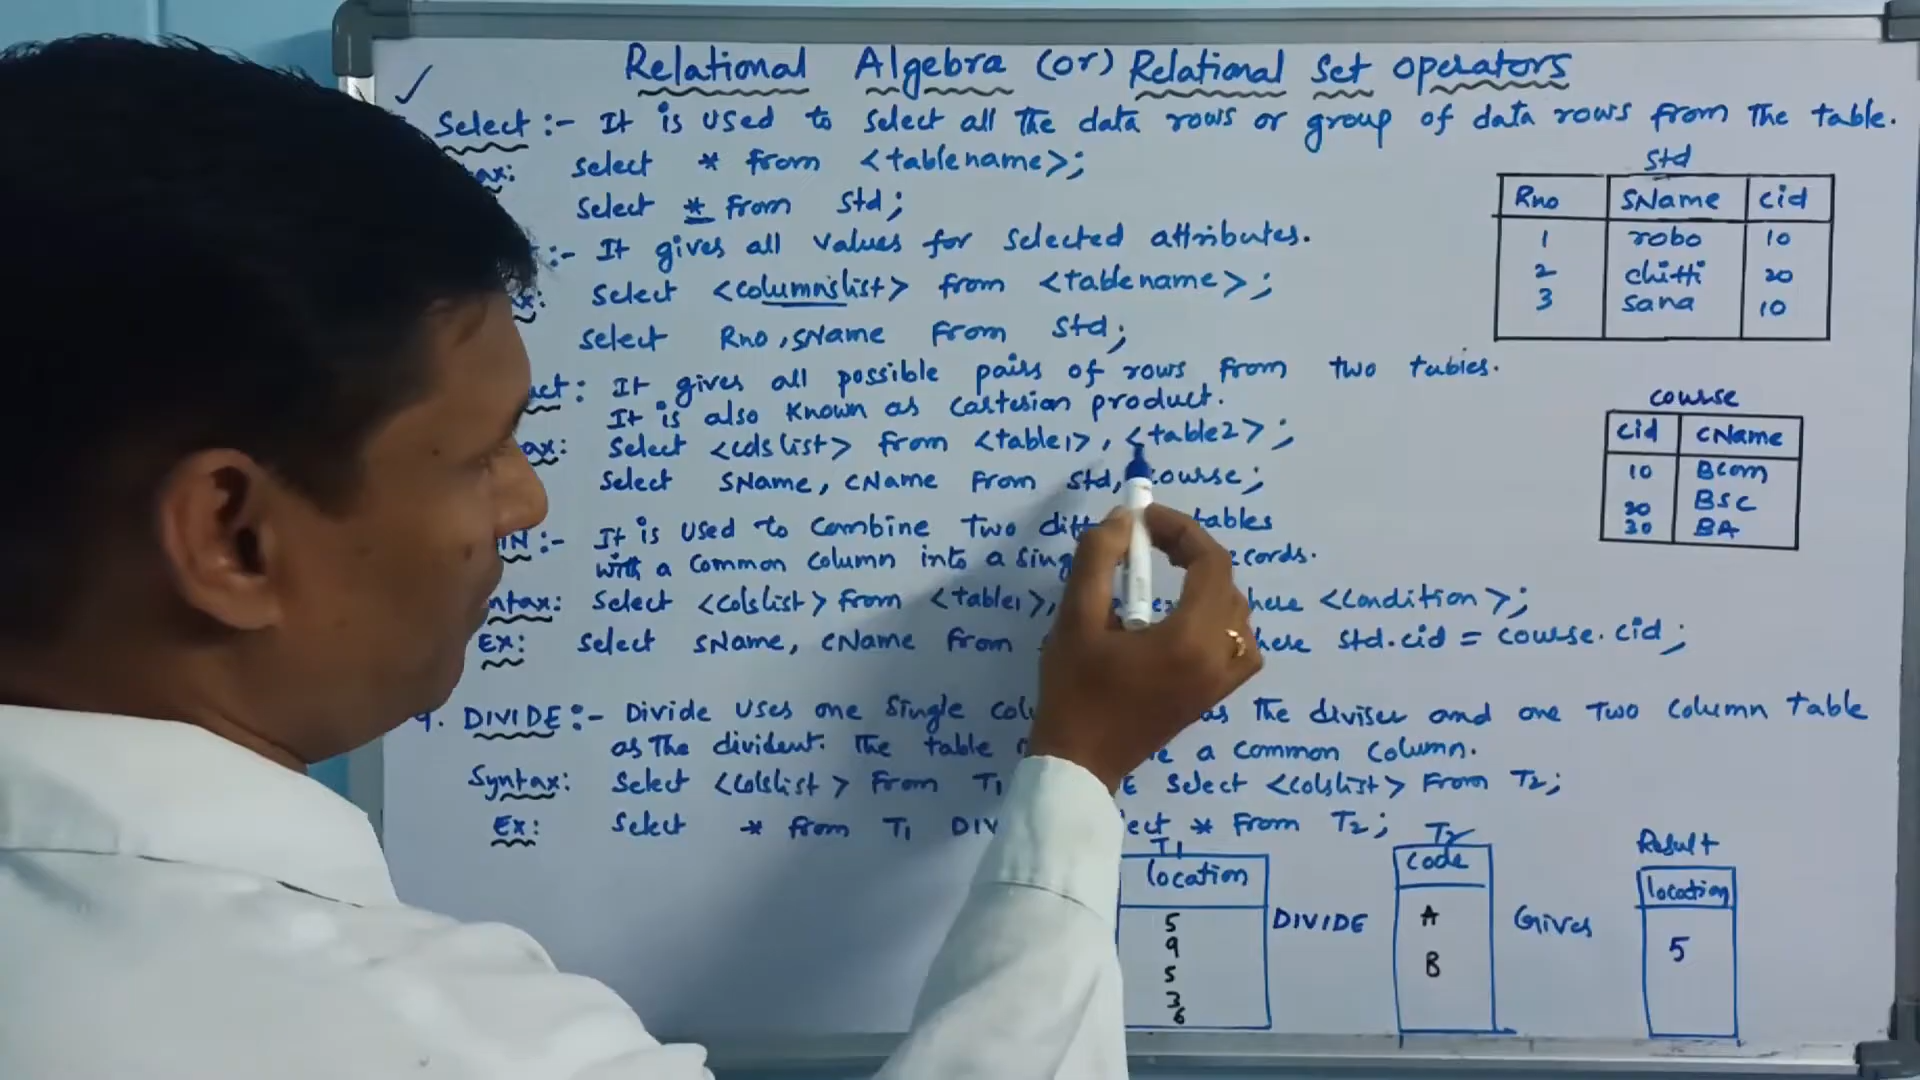 Relational Algebra (or) Relational Set operators
Select :- It is used to select all the data rows or group of data rows from the table.
Select * from <tablename>;
Select * from std;
:- It gives all values for selected attributes.
Select <columnslist> from <tablename>;
Select Rno, SName from std;
It gives all possible pairs of rows from two tables.
It is also known as Cartesian product.
Select <colslist> from <table1>, <table2>;
Select SName, CName from std, course;
:- It is used to combine two tables
with a common column into a
Select <colslist> from <table1>, <condition>;
Ex: Select SName, CName from std.cid = course.cid;
9. DIVIDE :- Divide uses one single as the diviser and one two column table
as the divident. The table a common column.
Syntax: Select <colslist> from T1 Select <colslist> from T2;
Ex: Select * from T1 * from T2;
std
Rno SName cid
1 robo 10
2 chitti 20
3 sana 10
course
cid CName
10 Bcom
20 BSC
30 BA
T1
location
5
9
5
3
6
DIVIDE
T2
code
A
B
Gives
Result
location
5